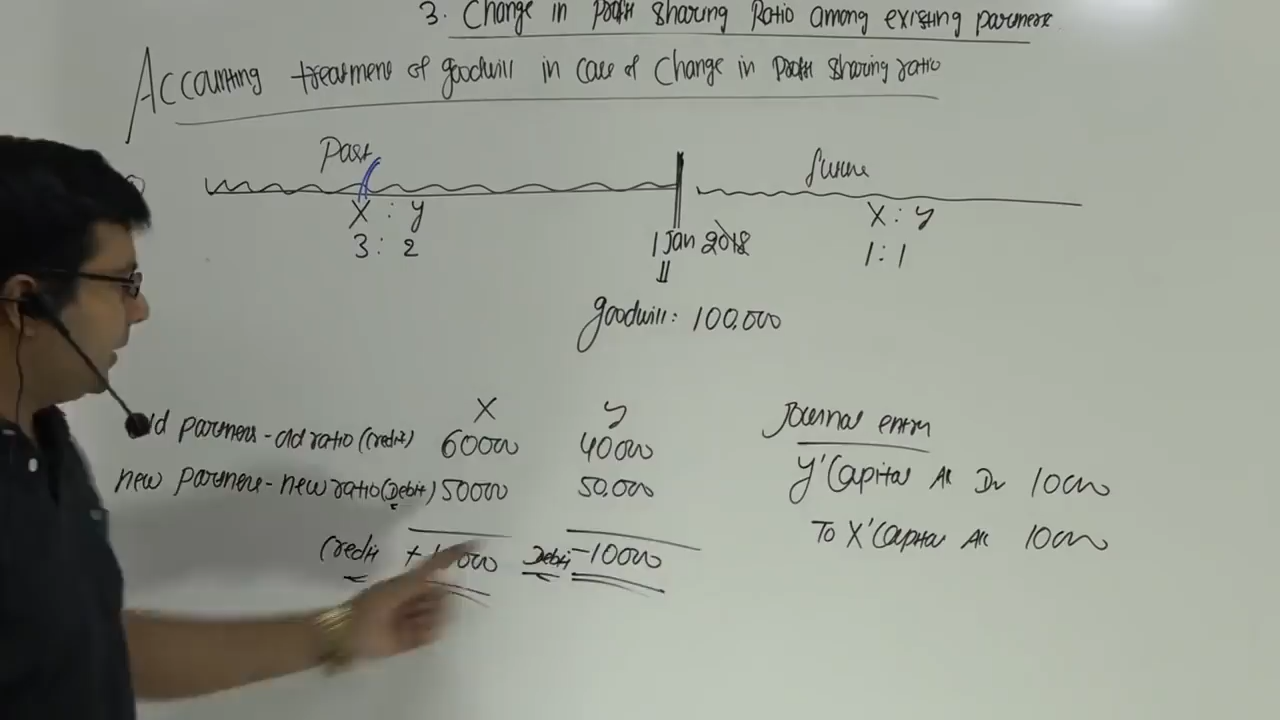 3. Change in Profit Sharing Ratio among existing partners
Accounting treatment of goodwill in case of Change in Profit sharing ratio
Past
Future
X : y
3 : 2
X : y
1 : 1
1 Jan 2018
goodwill: 100,000
X y
old partners - old ratio (credit) 60000 40000
new partners - new ratio (Debit) 50000 50,000
Credit + 10000 Debit -10000
Journal entry
Y' Capital A/c Dr 10000
To X' Capital A/c 10000